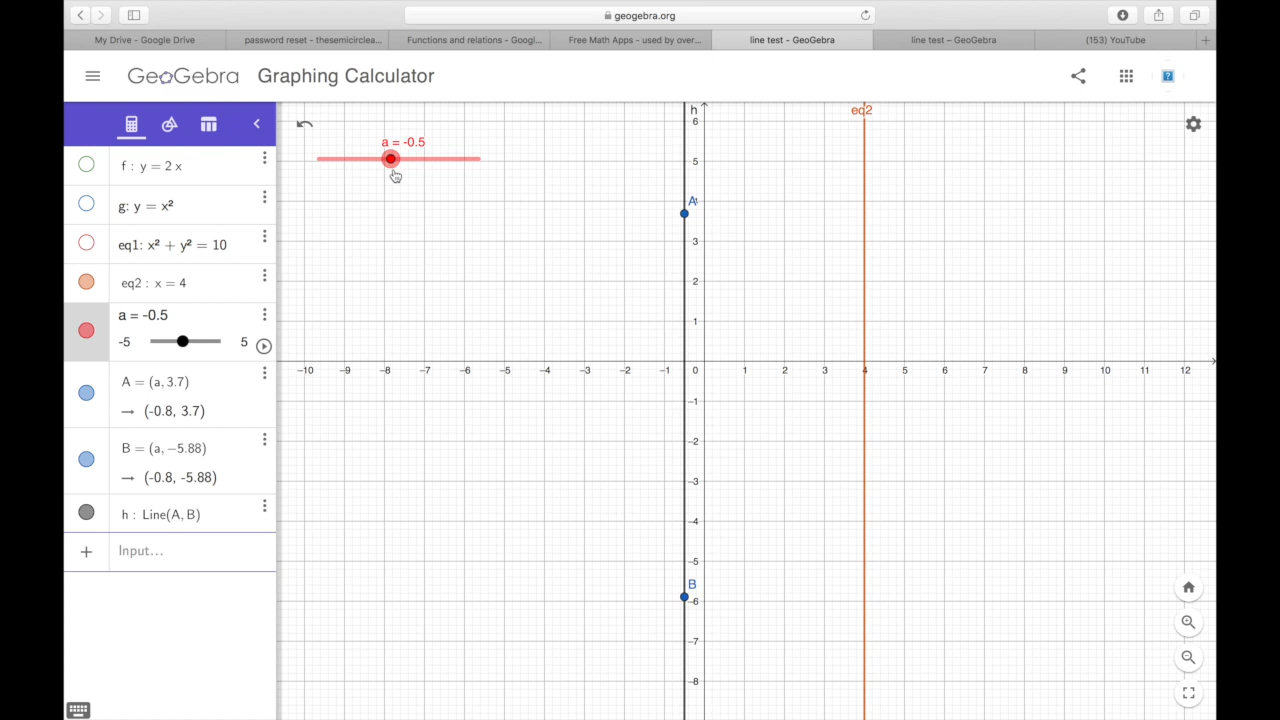 geogebra.org
My Drive - Google Drive
password reset - thesemicirclea...
Functions and relations - Googl...
Free Math Apps - used by over...
line test - GeoGebra
line test – GeoGebra
(153) YouTube
+
GeoGebra Graphing Calculator
f : y = 2 x
g: y = x²
eq1: x² + y² = 10
eq2 : x = 4
a = -0.5
-5 5
A = (a, 3.7)
→ (-0.8, 3.7)
B = (a, −5.88)
→ (-0.8, -5.88)
h : Line(A, B)
+ Input...
a = -0.5
h
eq2
A
B
6
5
3
2
1
−10 −9 −8 −7 −6 −5 −4 −3 −2 −1 0 1 2 3 4 5 6 7 8 9 10 11 12
−1
−2
−3
−4
−5
−6
−7
−8